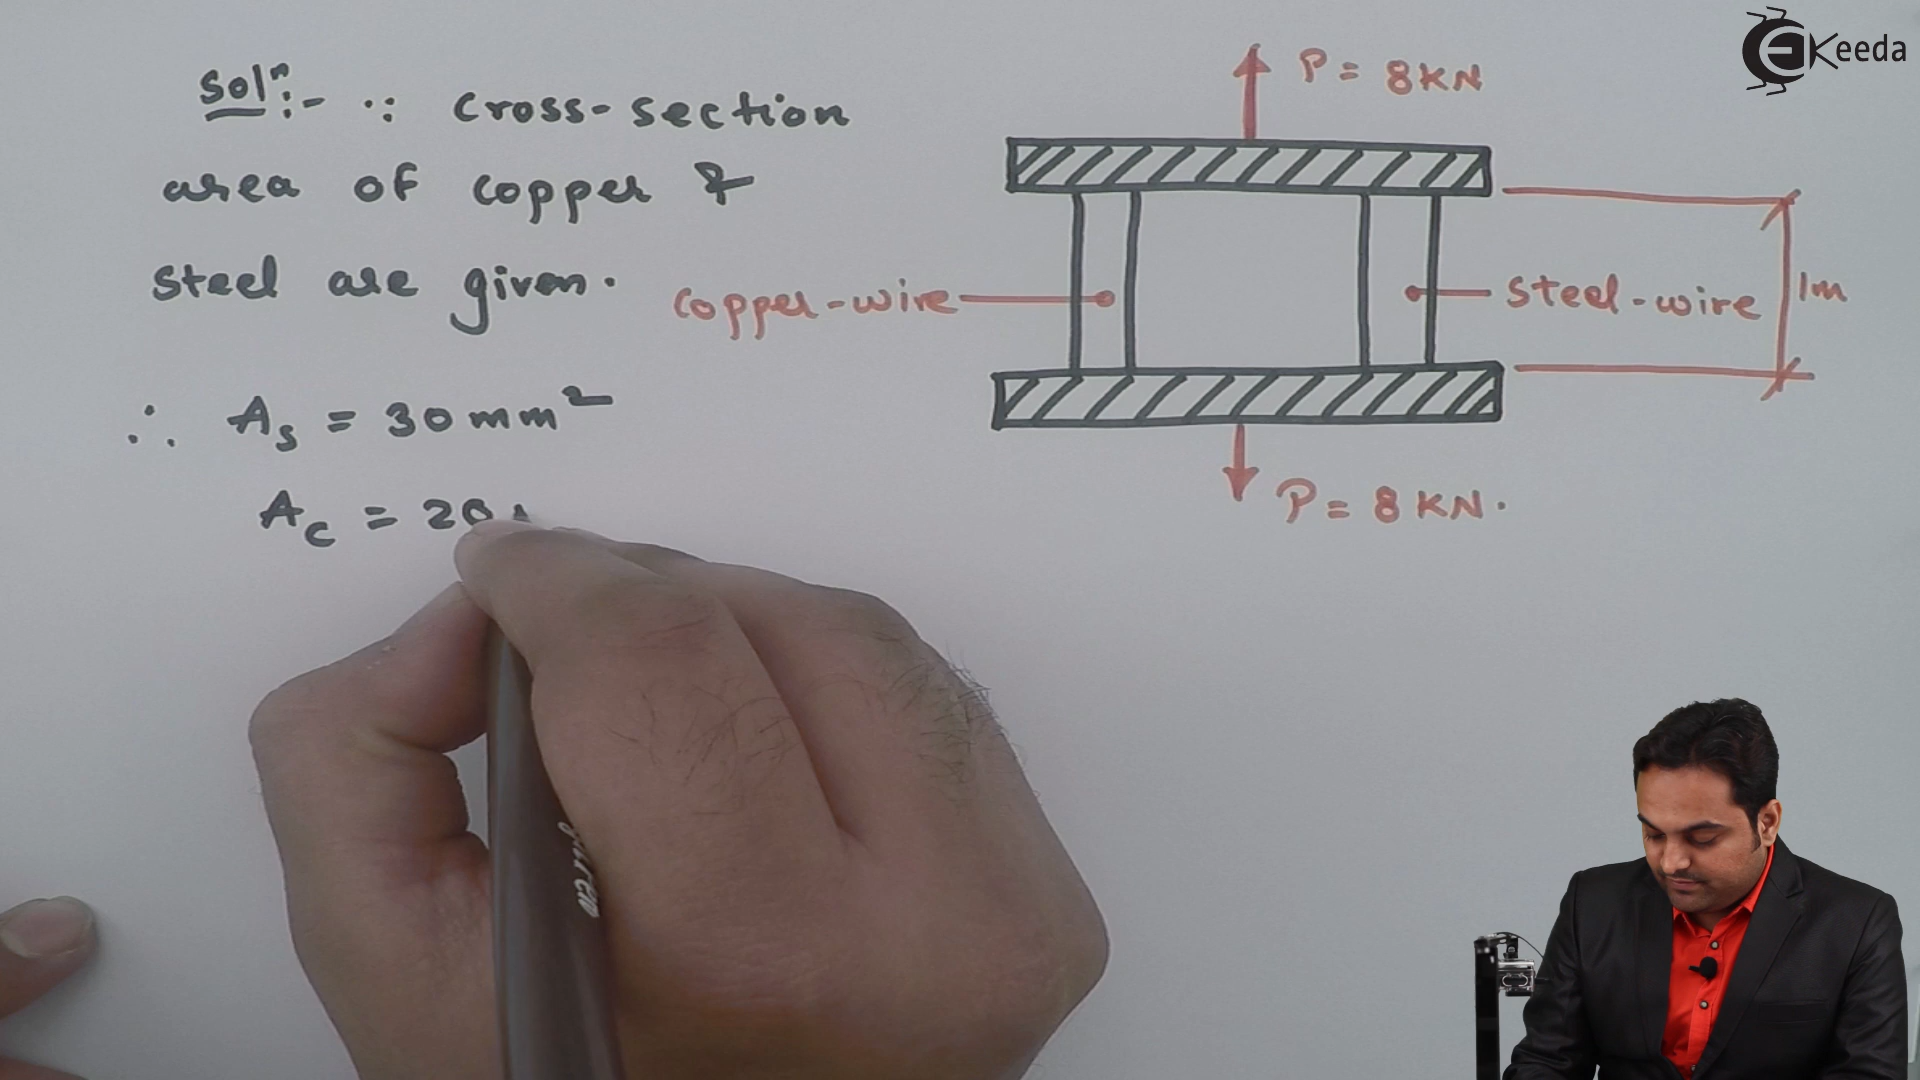 Solⁿ:- ∵ cross-section
area of copper &
steel are given.
∴ As = 30 mm²
Ac = 20
P = 8 KN
copper-wire
steel-wire
1m
P = 8 KN.
Keeda